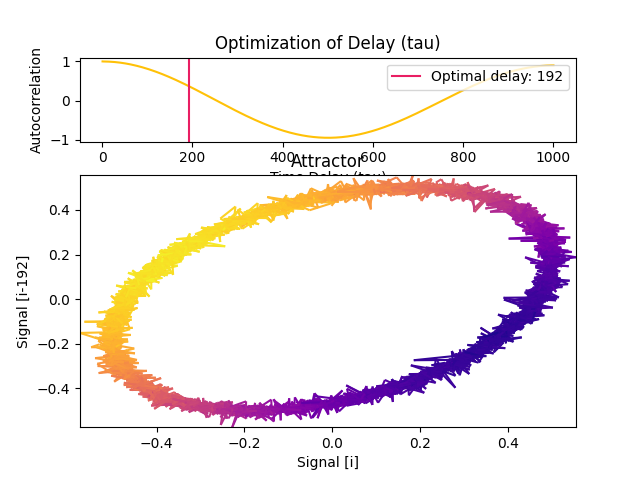 Optimization of Delay (tau)
Autocorrelation
1
0
−1
Optimal delay: 192
0
200
400
600
800
1000
Time Delay (tau)
Attractor
Signal [i-192]
0.4
0.2
0.0
−0.2
−0.4
−0.4
−0.2
0.0
0.2
0.4
Signal [i]